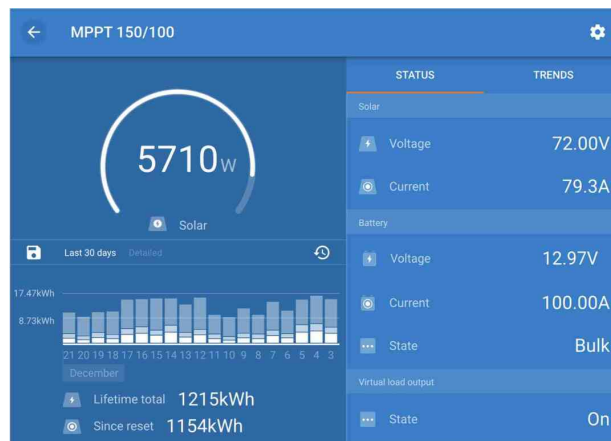 MPPT 150/100
5710W
Solar
Last 30 days Detailed
17.47kWh
8.73kWh
21 20 19 18 17 16 15 14 13 12 11 10 9 8 7 6 5 4 3
December
Lifetime total 1215kWh
Since reset 1154kWh
STATUS TRENDS
Solar
Voltage 72.00V
Current 79.3A
Battery
Voltage 12.97V
Current 100.00A
State Bulk
Virtual load output
State On